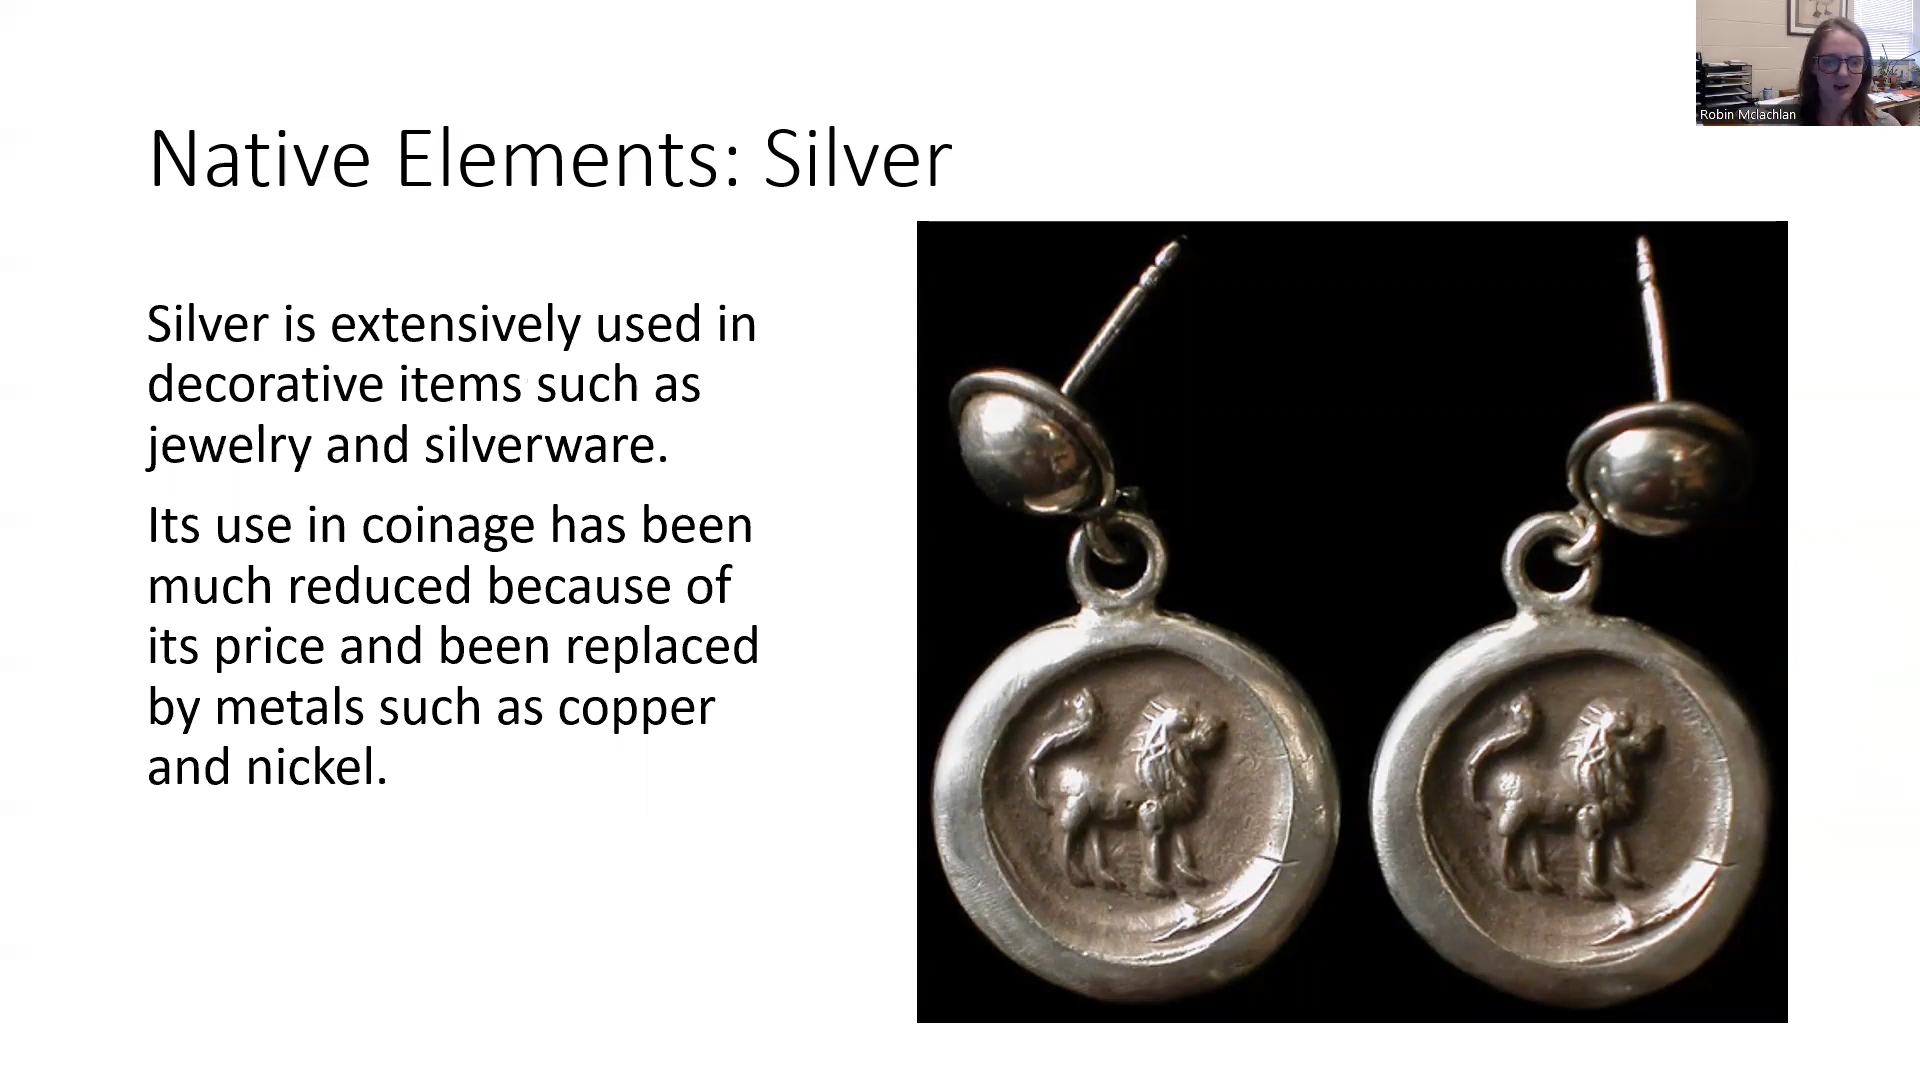 Robin Mclachlan
Native Elements: Silver
Silver is extensively used in
decorative items such as
jewelry and silverware.
Its use in coinage has been
much reduced because of
its price and been replaced
by metals such as copper
and nickel.